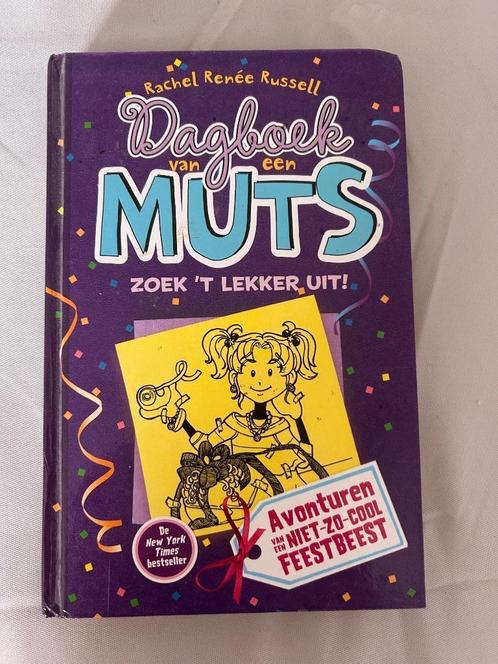 Rachel Renée Russell
Dagboek
van een
MUTS
ZOEK 'T LEKKER UIT!
De
New York
Times
bestseller
Avonturen
VAN EEN NIET-ZO-COOL
FEESTBEEST